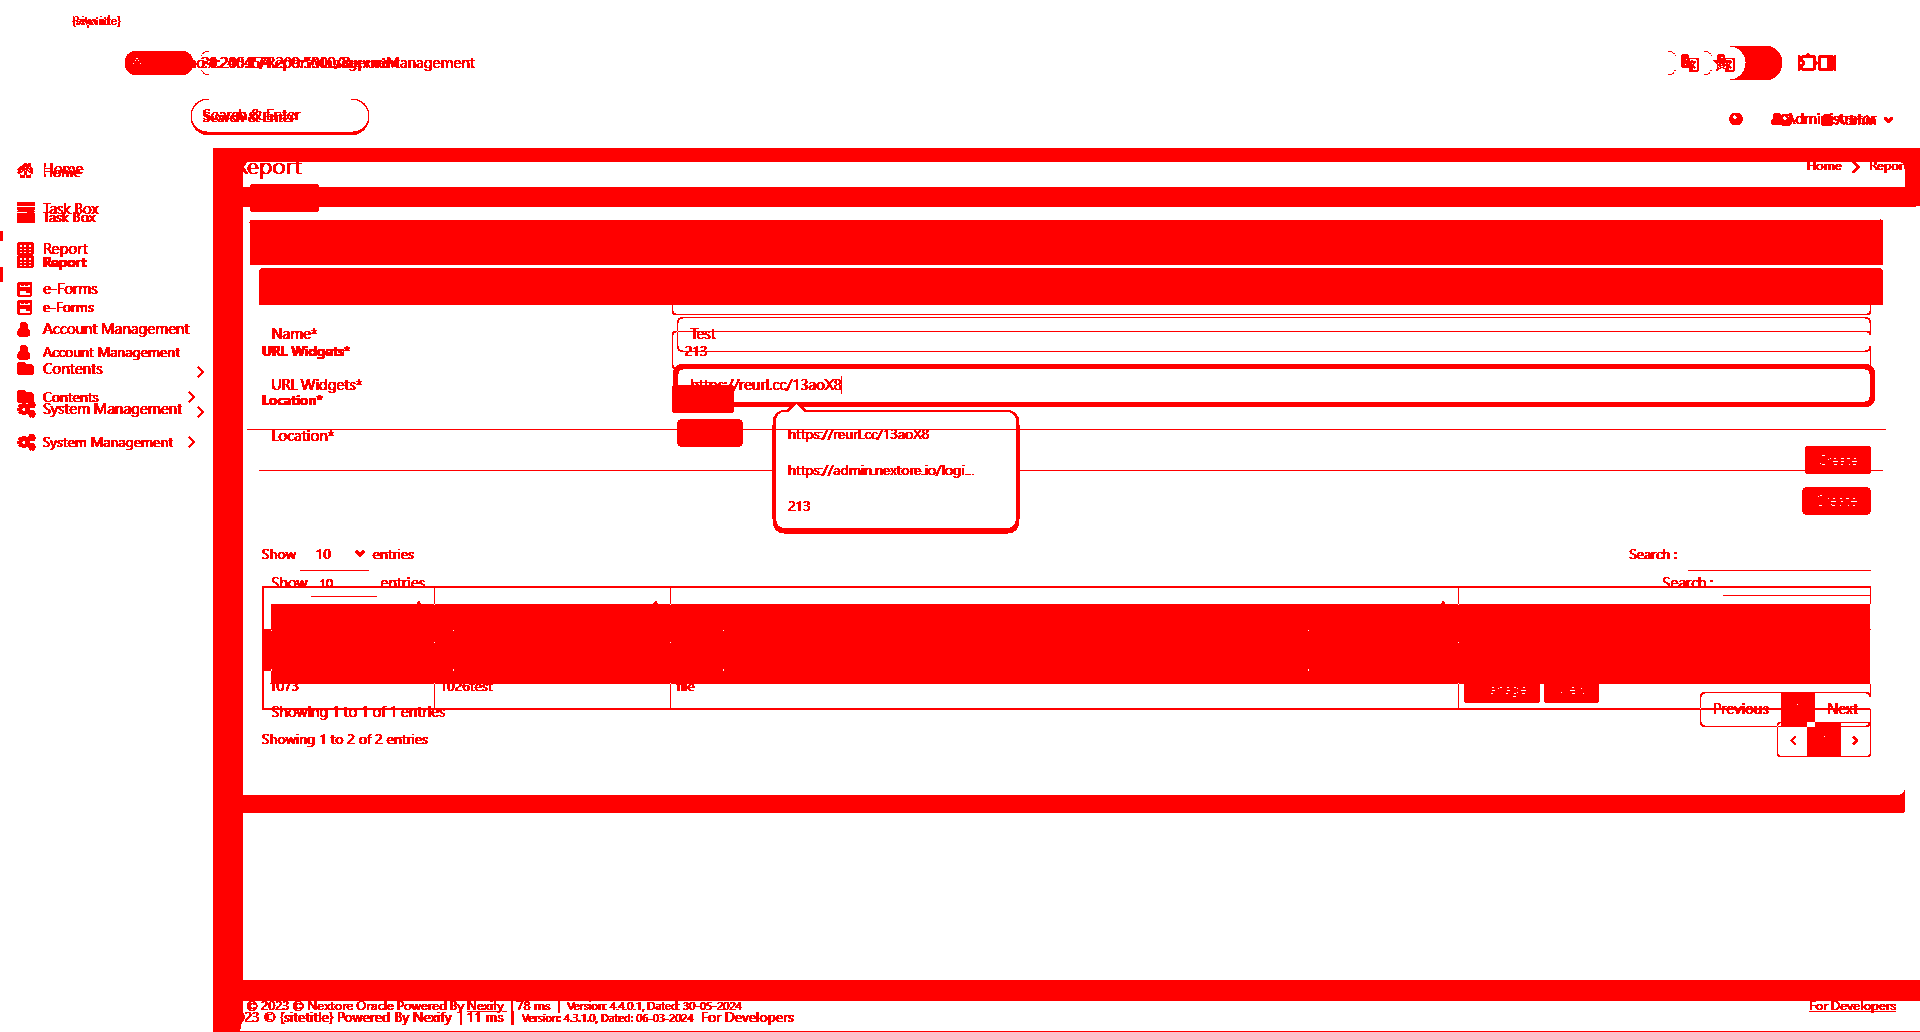 {sitetitle}
Search & Enter
Administrator
Home
Home
Report
Home > Report
Task Box
Task Box
Report
Report
e-Forms
e-Forms
Account Management
Account Management
Contents
Contents
System Management
System Management
Name*
Test
URL Widgets*
213
URL Widgets*
https://reurl.cc/13aoX8
Location*
Location*
https://reurl.cc/13aoX8
https://admin.nextore.io/logi...
213
Create
Create
Show 10 entries
Search :
Show 10 entries
Search :
1073
1026test
file
Showing 1 to 1 of 1 entries
Previous
Next
Showing 1 to 2 of 2 entries
© 2023 © Nextore Oracle Powered By Nexify | 78 ms | Version: 4.4.0.1, Dated: 30-05-2024
For Developers
23 © {sitetitle} Powered By Nexify | 11 ms | Version: 4.3.1.0, Dated: 06-03-2024 For Developers